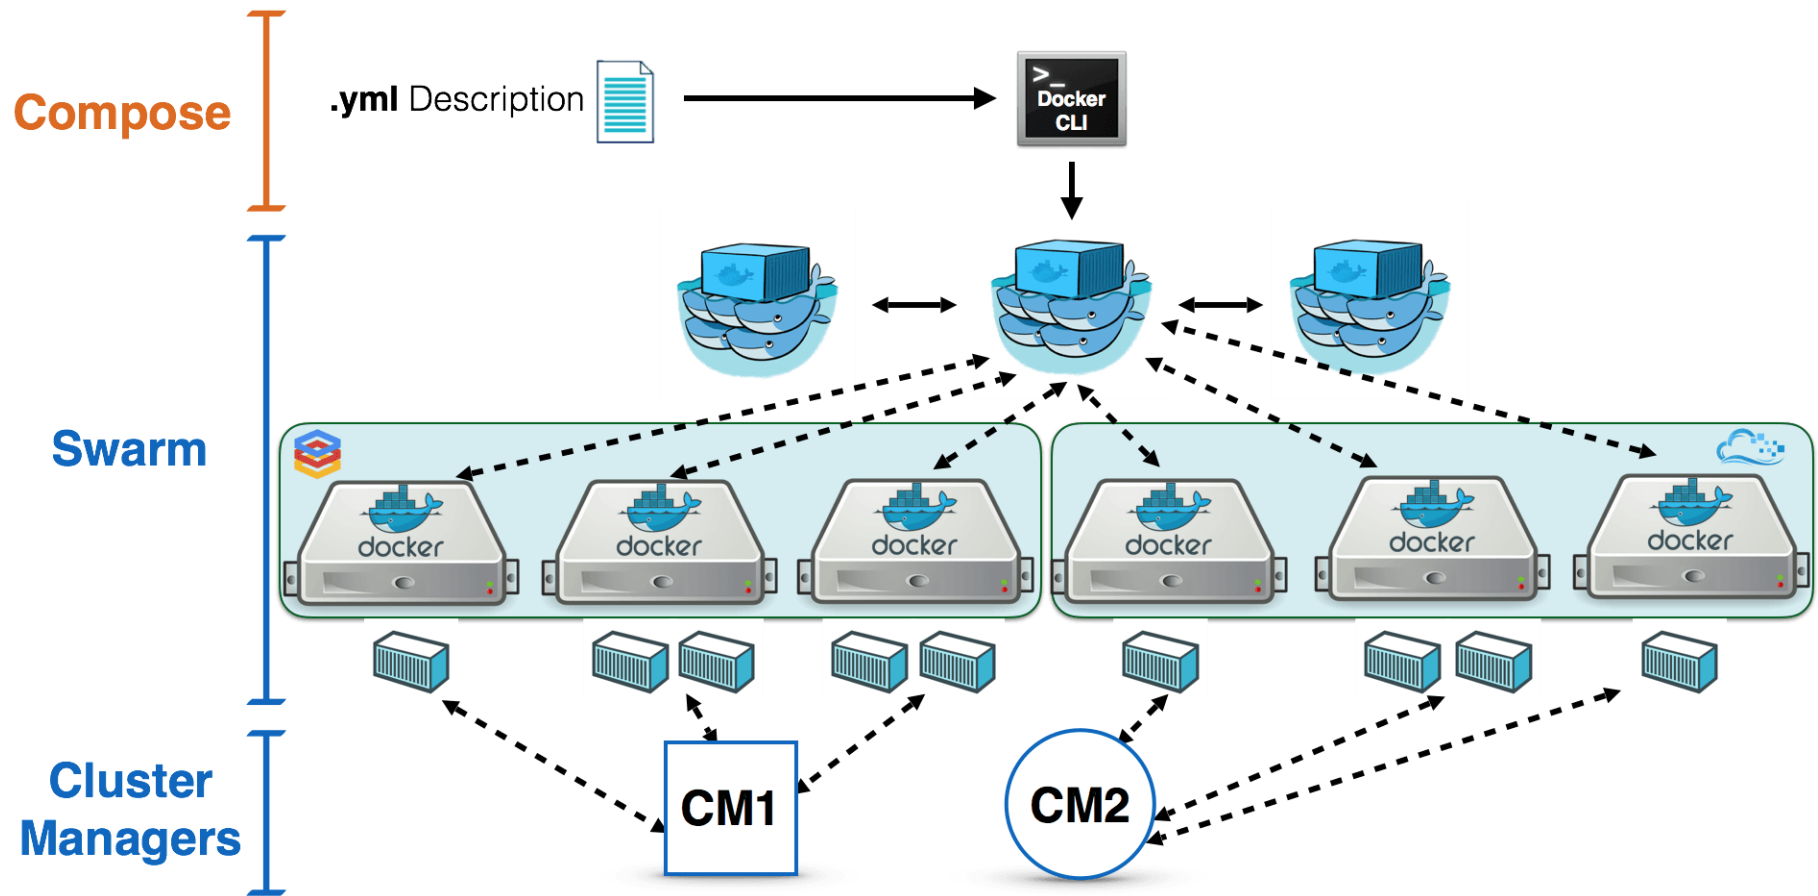 Compose
.yml Description
>_
Docker
CLI
Swarm
docker
docker
docker
docker
docker
docker
Cluster
Managers
CM1
CM2